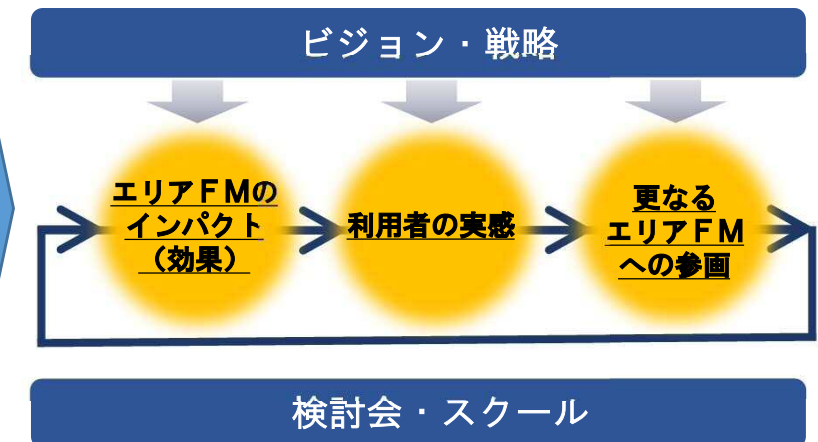 ビジョン・戦略
エリアＦＭの
インパクト
（効果）
利用者の実感
更なる
エリアＦＭ
への参画
検討会・スクール